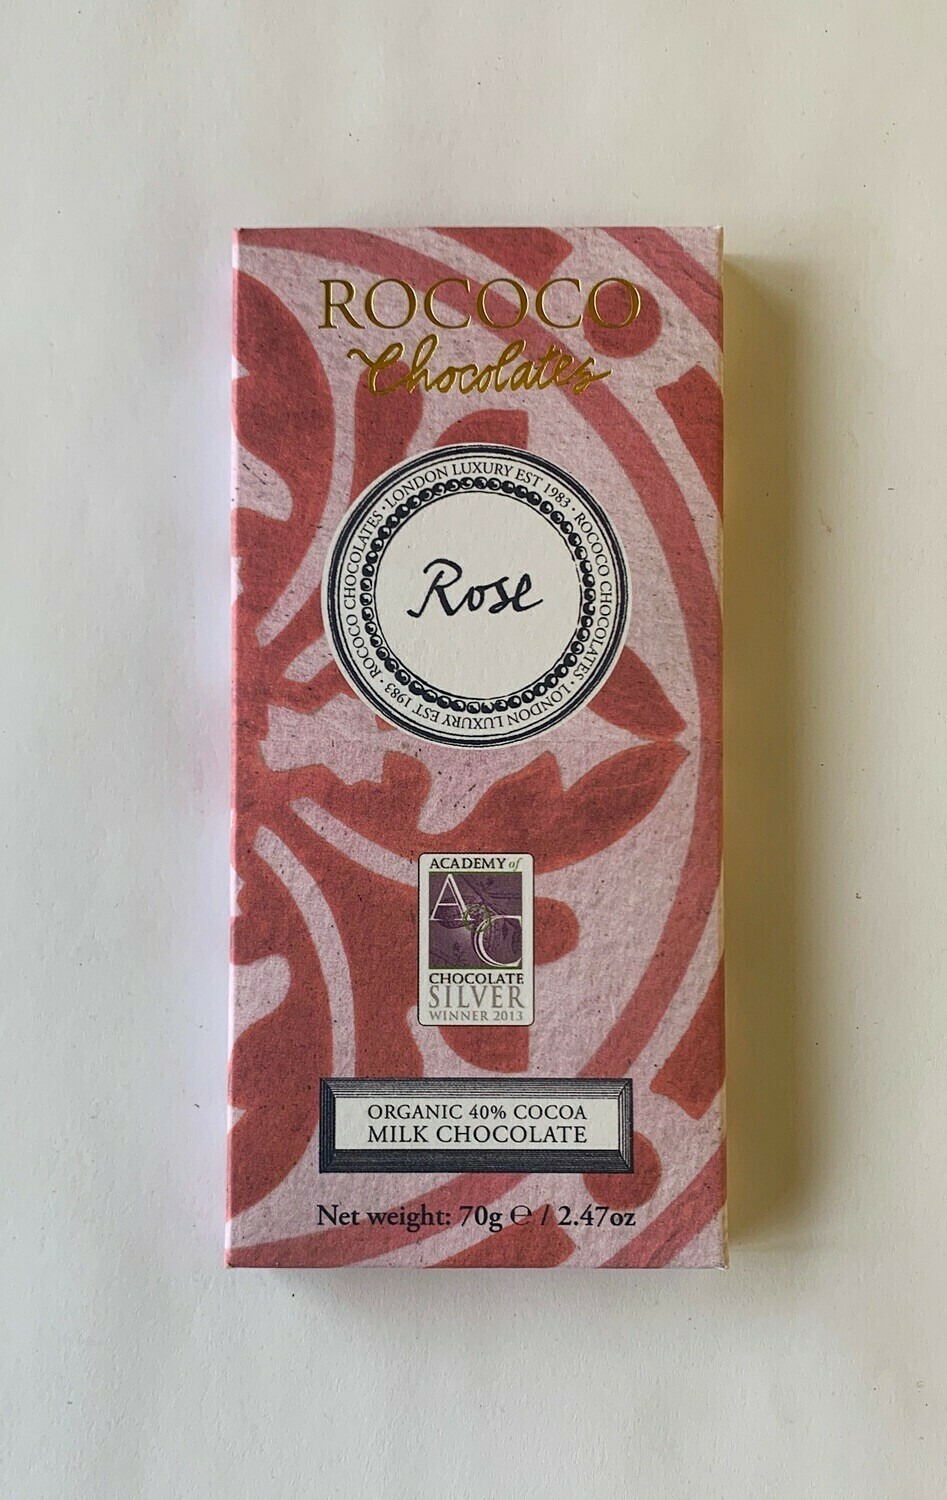 ROCOCO
Chocolates
ROCOCO CHOCOLATES · LONDON LUXURY EST 1983 · ROCOCO CHOCOLATES · LONDON LUXURY EST 1983 ·
Rose
ACADEMY of
AoC
CHOCOLATE
SILVER
WINNER 2013
ORGANIC 40% COCOA
MILK CHOCOLATE
Net weight: 70g ℮ / 2.47oz